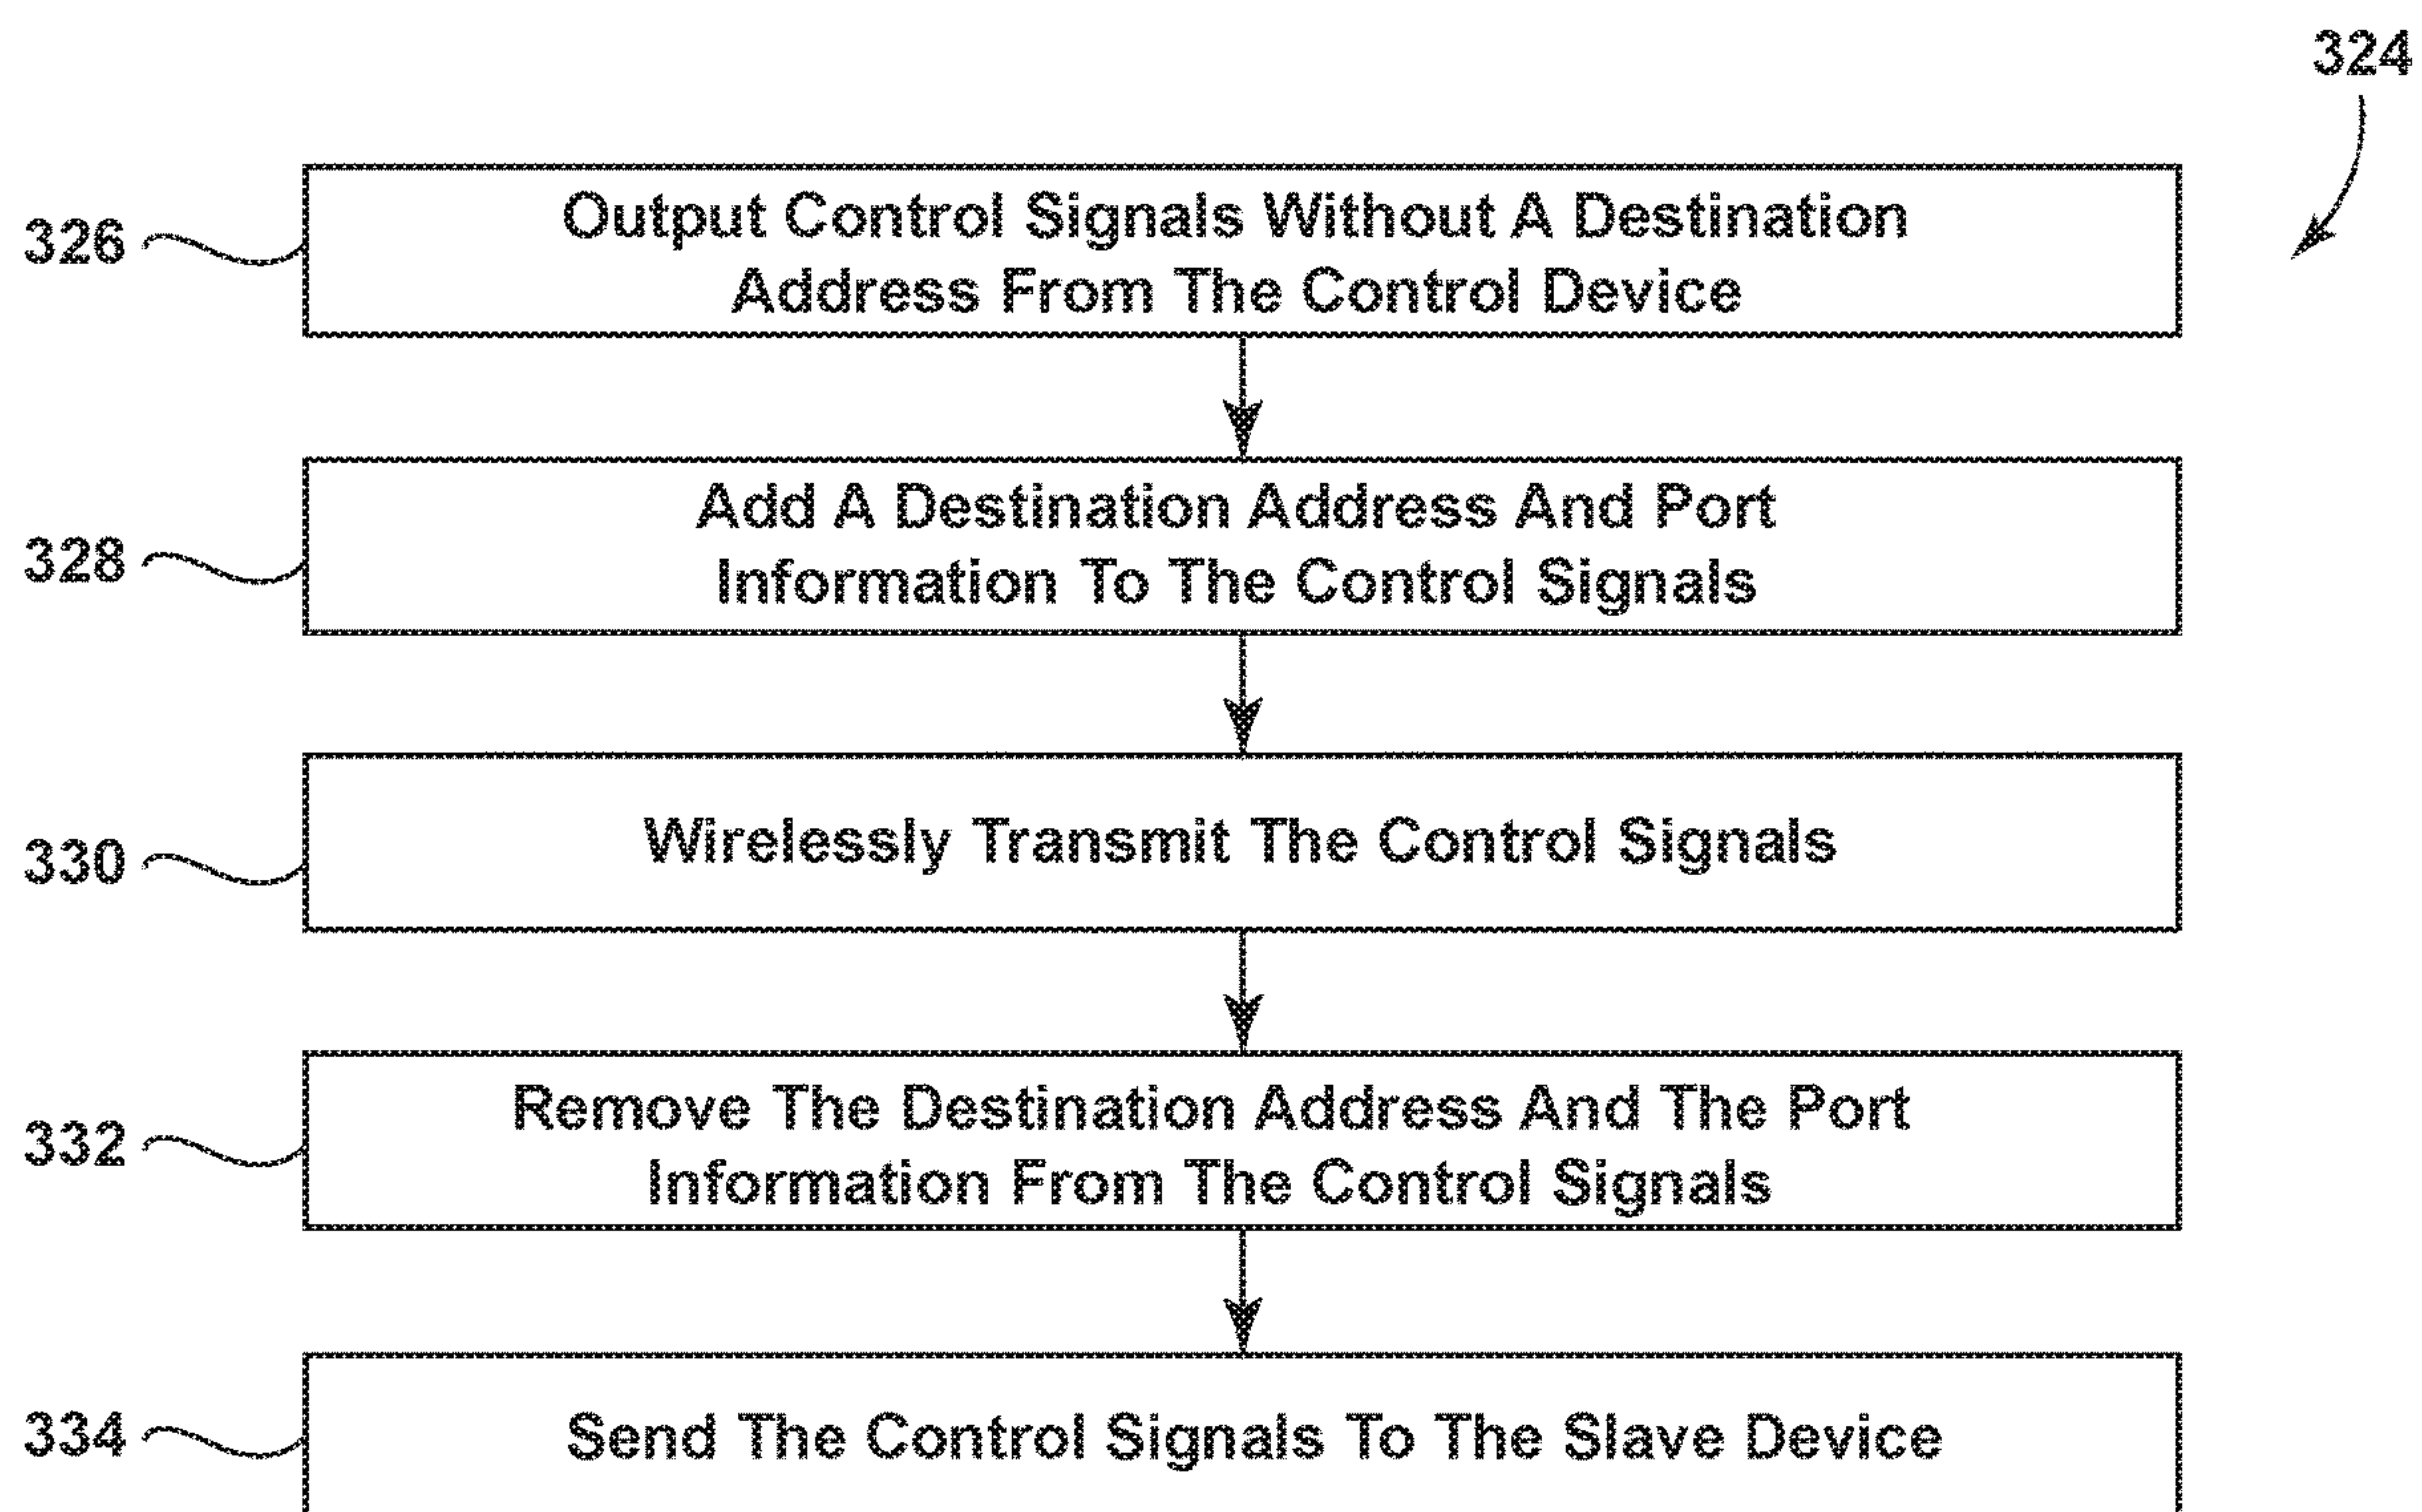 324
326
Output Control Signals Without A Destination
Address From The Control Device
328
Add A Destination Address And Port
Information To The Control Signals
330
Wirelessly Transmit The Control Signals
332
Remove The Destination Address And The Port
Information From The Control Signals
334
Send The Control Signals To The Slave Device